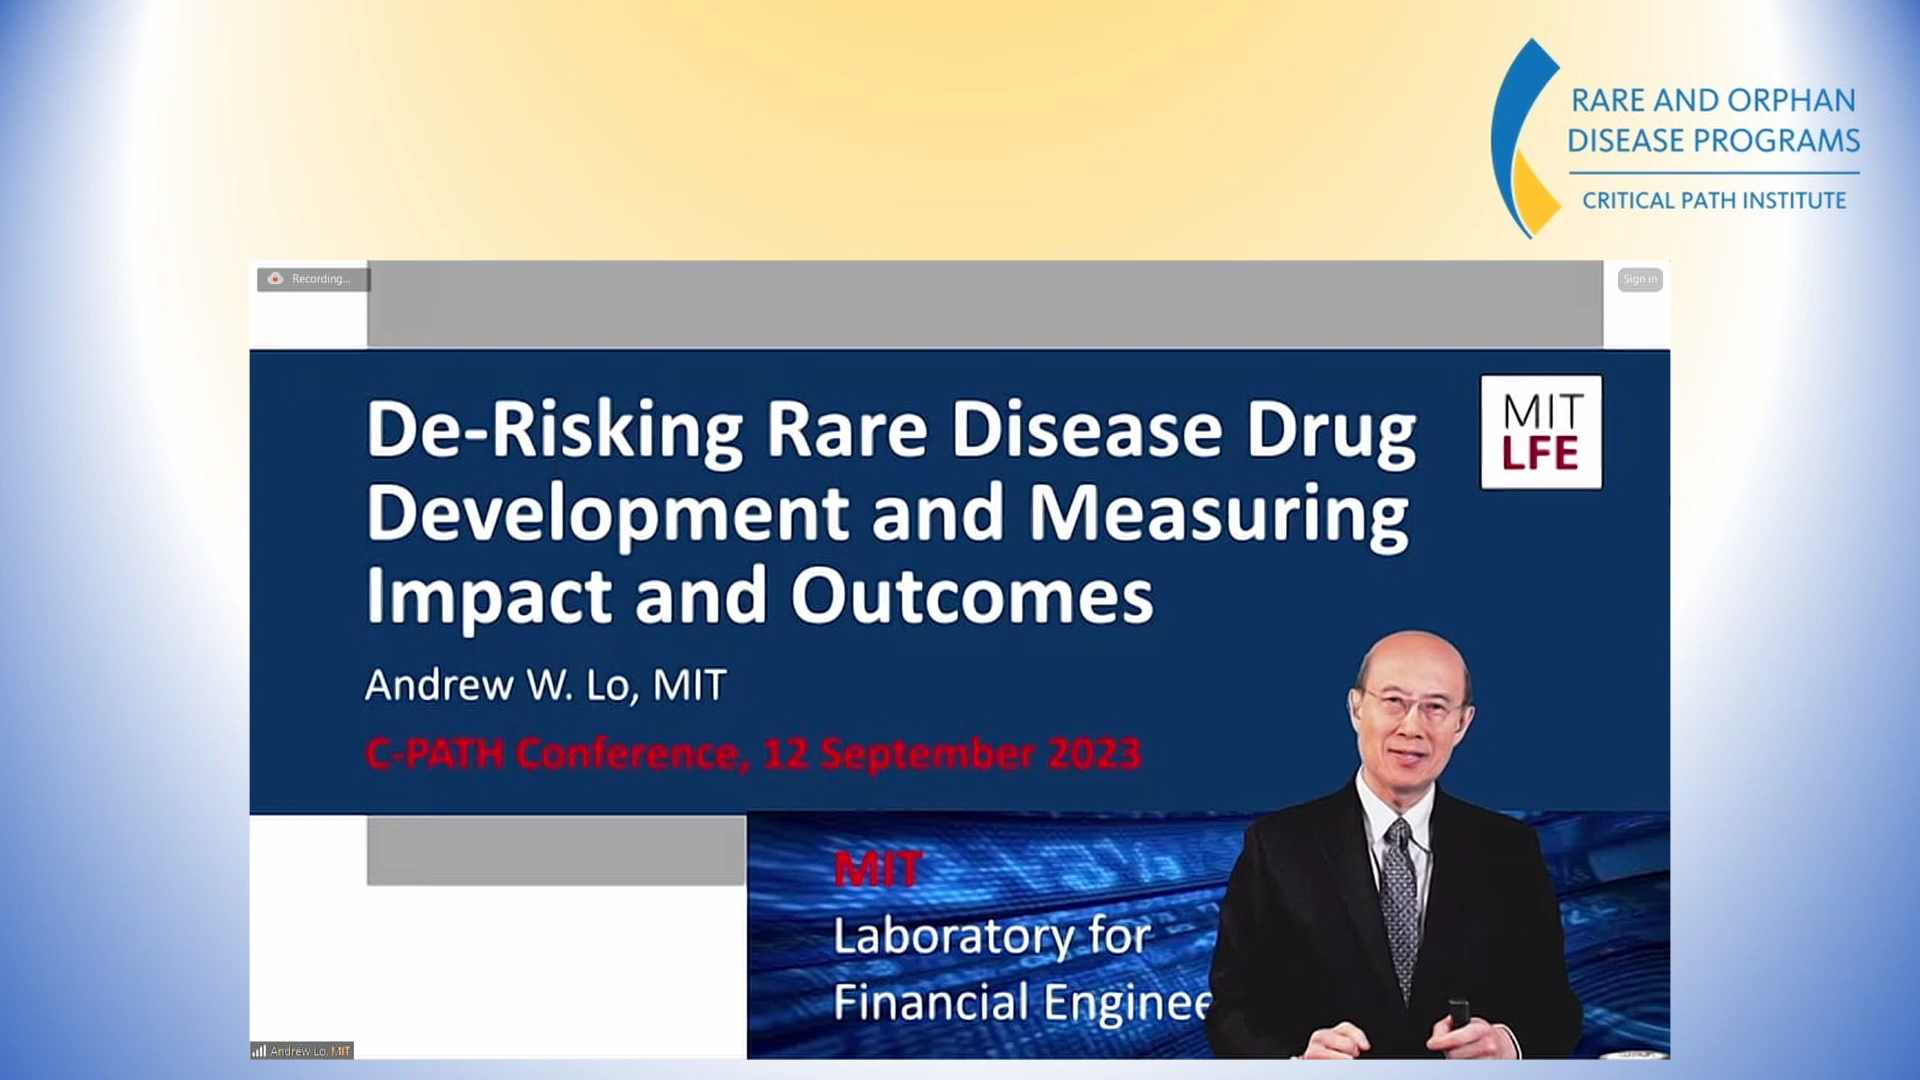 RARE AND ORPHAN
DISEASE PROGRAMS
CRITICAL PATH INSTITUTE
Recording...
Sign in
De-Risking Rare Disease Drug
Development and Measuring
Impact and Outcomes
MIT
LFE
Andrew W. Lo, MIT
C-PATH Conference, 12 September 2023
MIT
Laboratory for
Financial Enginee
Andrew Lo, MIT